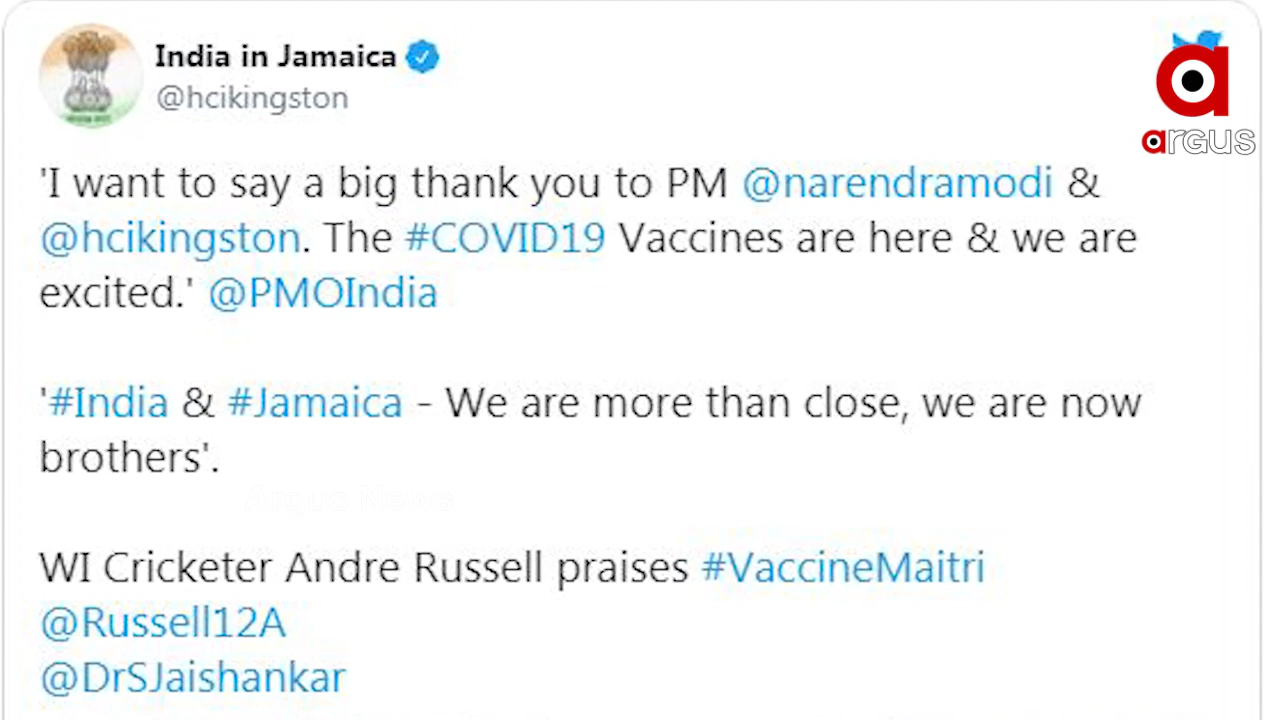 India in Jamaica
@hcikingston
argus
'I want to say a big thank you to PM @narendramodi &
@hcikingston. The #COVID19 Vaccines are here & we are
excited.' @PMOIndia
'#India & #Jamaica - We are more than close, we are now
brothers'.
Argus News
WI Cricketer Andre Russell praises #VaccineMaitri
@Russell12A
@DrSJaishankar